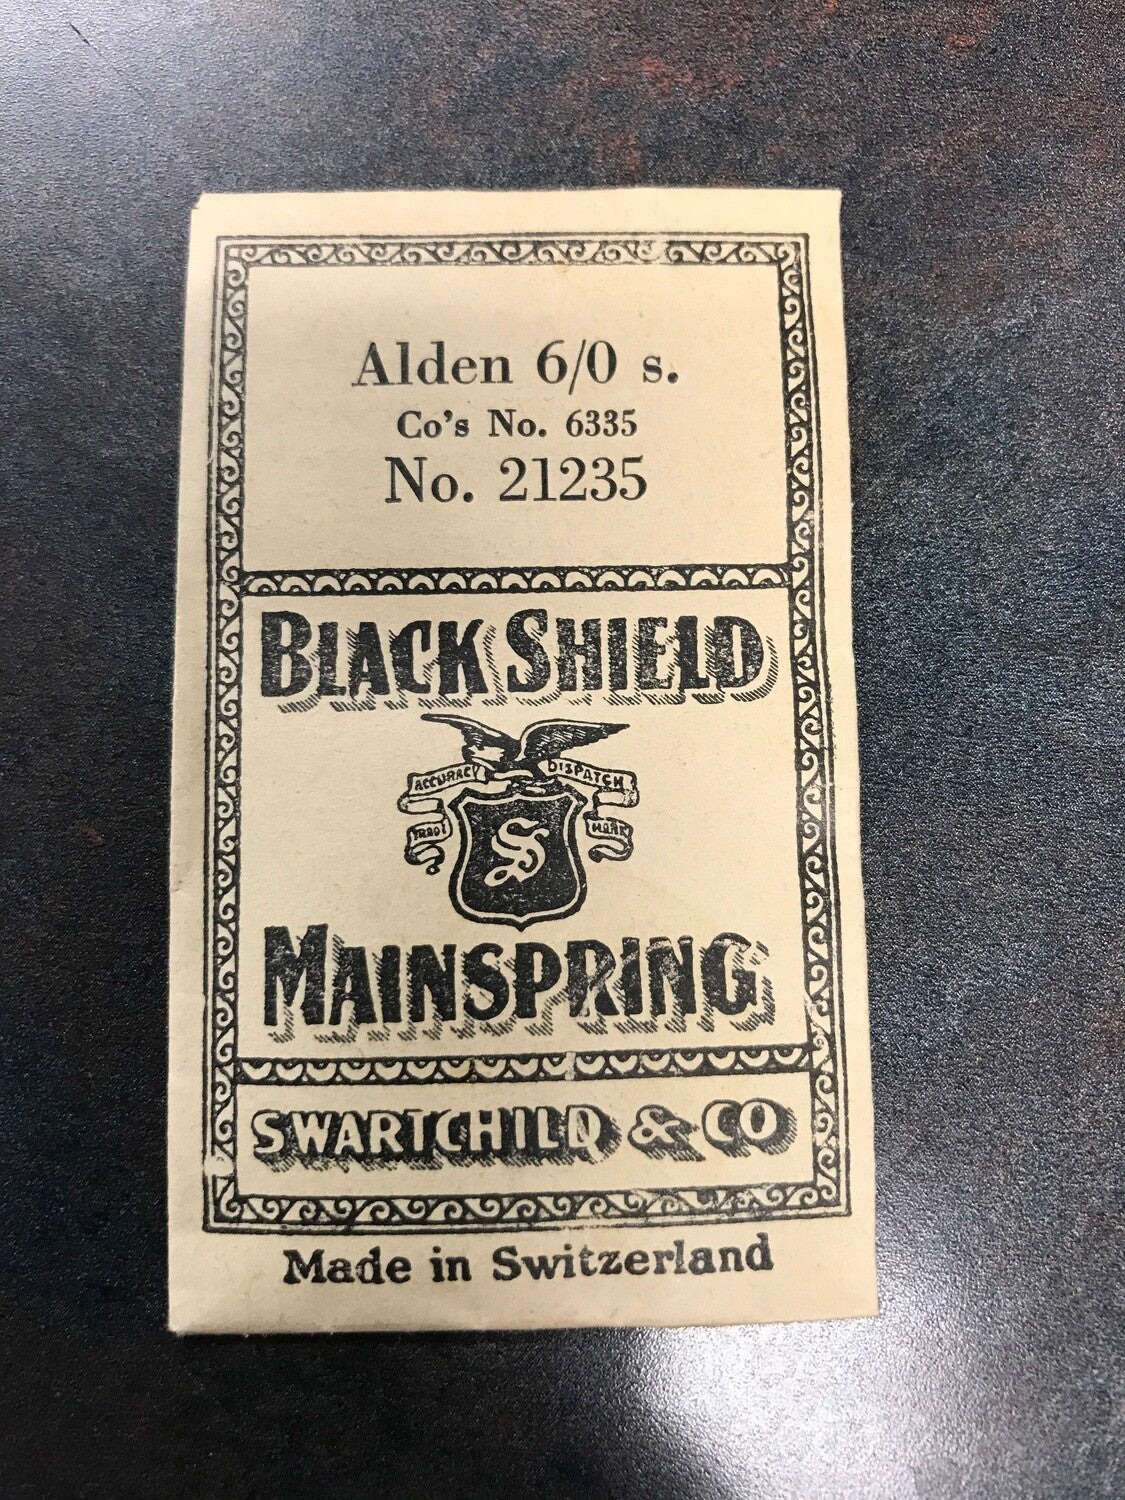 Alden 6/0 s.
Co's No. 6335
No. 21235
BLACK SHIELD
ACCURACY DISPATCH
TRADE MARK
S
MAINSPRING
SWARTCHILD & CO
Made in Switzerland